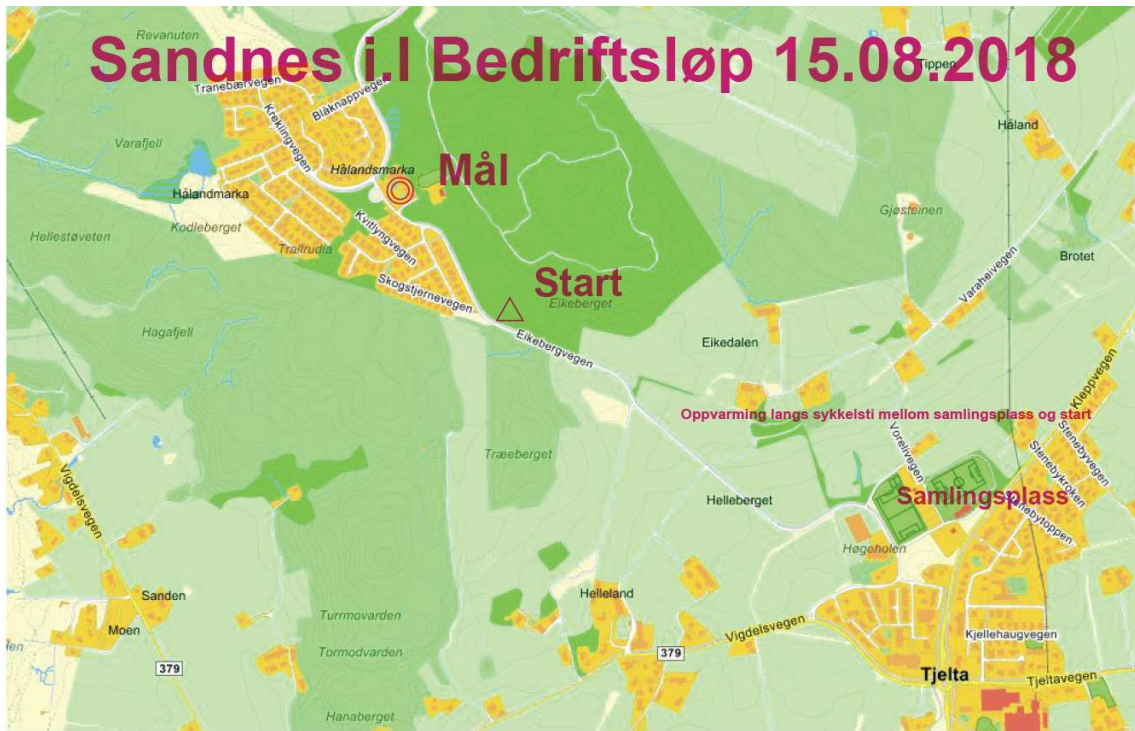 Revanuten
Sandnes i.l Bedriftsløp 15.08.2018
Tippen
Tranebærvegen
Blåknappvegen
Kreklingvegen
Håland
Varafjell
Hålandsmarka
Mål
Hålandmarka
Kodleberget
Kvitlyngvegen
Gjøsteinen
Hellestøveten
Trallrudla
Brotet
Varaheivegen
Skogstjernevegen
Start
Eikeberget
Hagafjell
Eikebergvegen
Eikedalen
Kleppvegen
Oppvarming langs sykkelsti mellom samlingsplass og start
Vorelivegen
Stenebyvegen
Stenebykroken
Træeberget
Vigdelsvegen
Helleberget
Samlingsplass
Høgeholen
Sanden
Helleland
Turrmovarden
Moen
Vigdelsvegen
Kjellehaugvegen
Tormodvarden
379
379
Tjelta
Tjeltavegen
Hanaberget